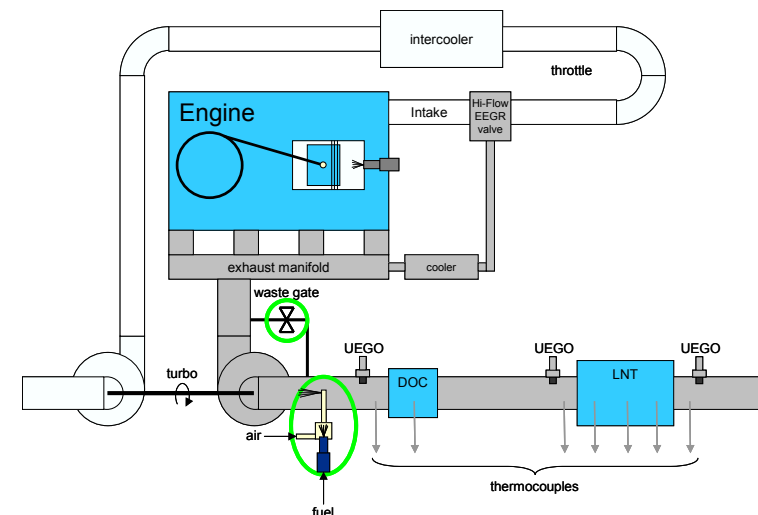 intercooler
throttle
Engine
Intake
Hi-Flow
EEGR
valve
exhaust manifold
cooler
waste gate
turbo
UEGO
DOC
UEGO
LNT
UEGO
air
thermocouples
fuel